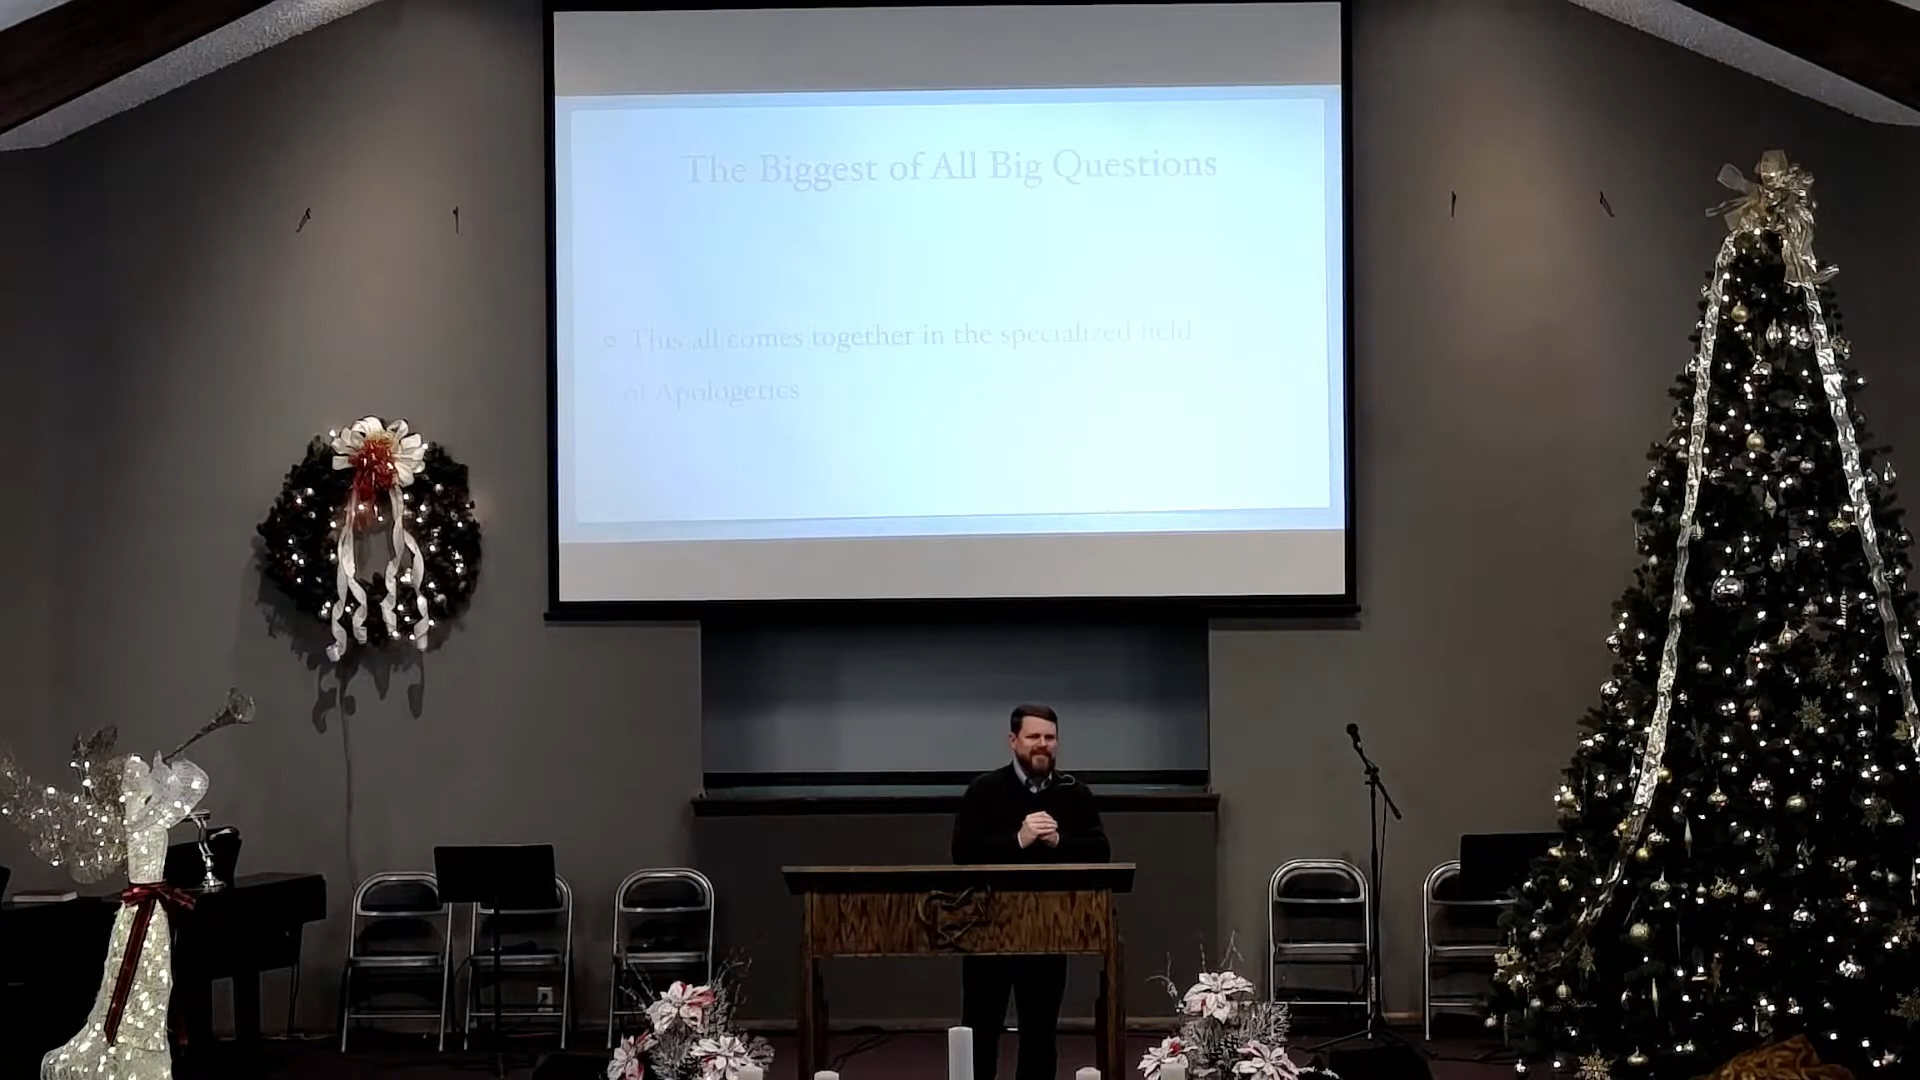 The Biggest of All Big Questions
This all comes together in the specialized field
of Apologetics